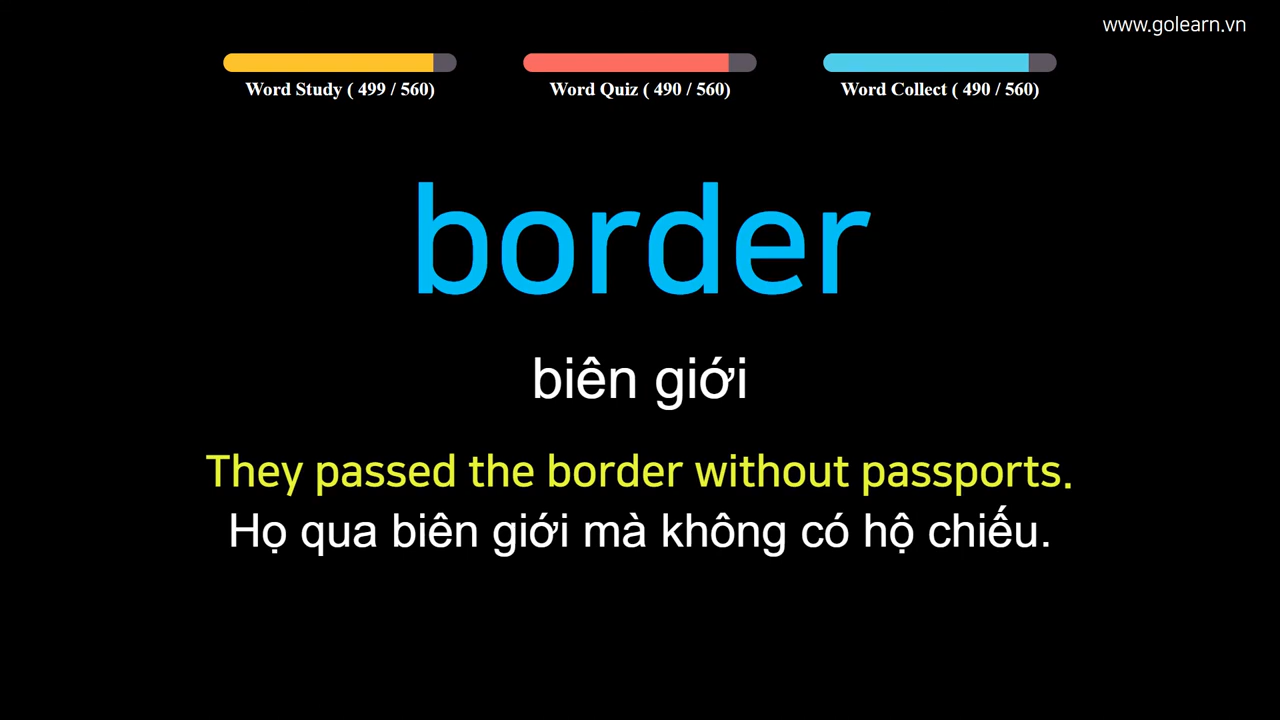 www.golearn.vn
Word Study ( 499 / 560) Word Quiz ( 490 / 560) Word Collect ( 490 / 560)
border
biên giới
They passed the border without passports.
Họ qua biên giới mà không có hộ chiếu.